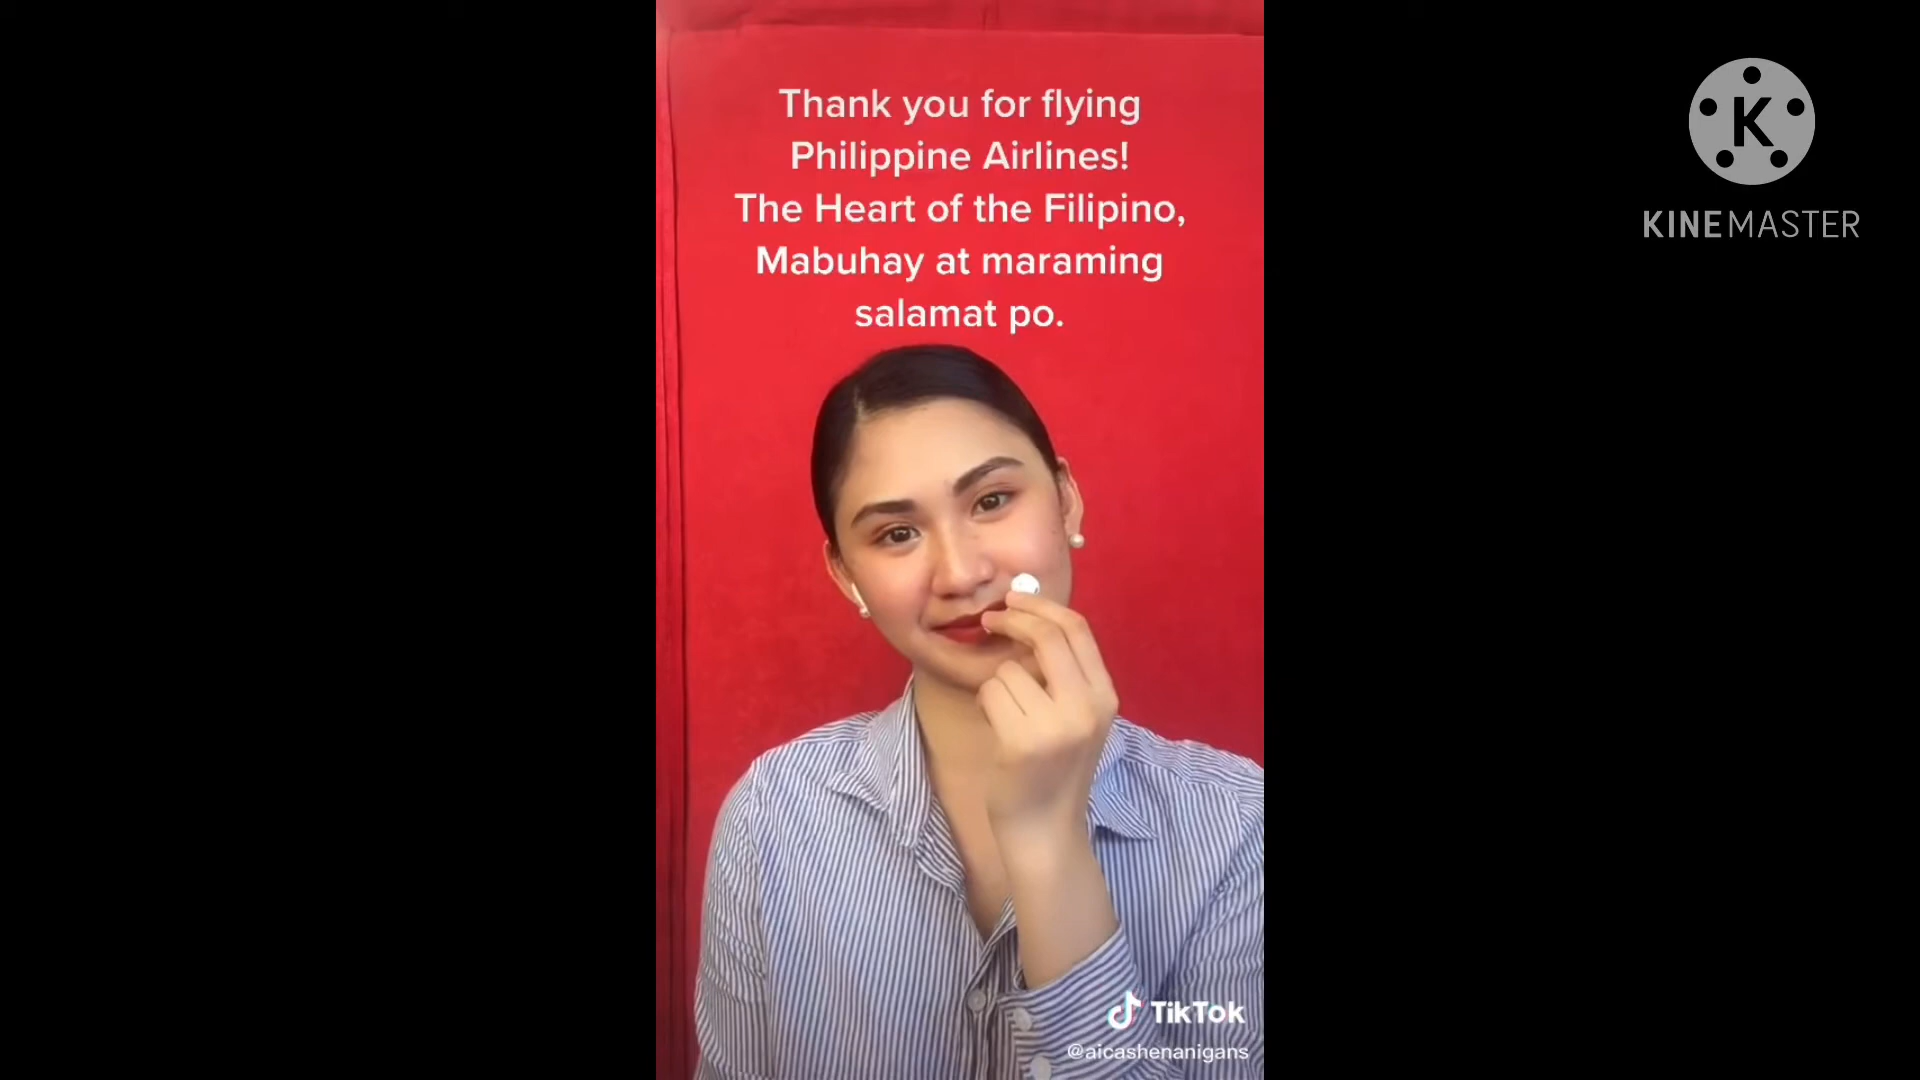 Thank you for flying
Philippine Airlines!
The Heart of the Filipino,
Mabuhay at maraming
salamat po.
K
KINEMASTER
TikTok
@aicashenanigans